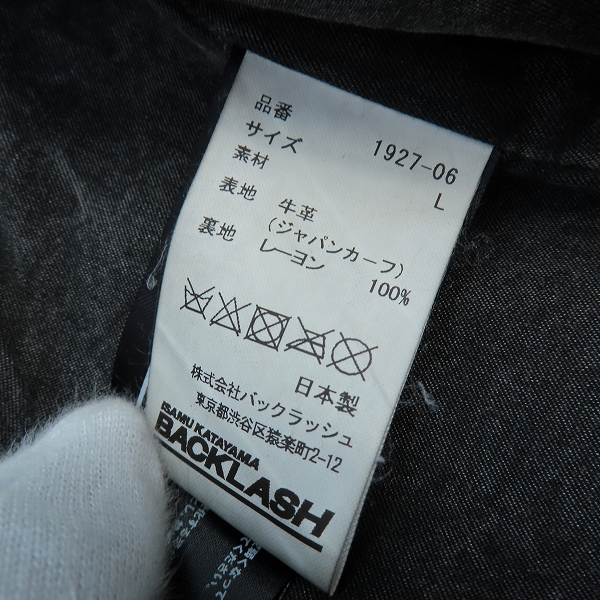 品番 1927-06
サイズ L
素材
表地 牛革
(ジャパンカーフ)
裏地 レーヨン 100%
日本製
株式会社バックラッシュ
東京都渋谷区猿楽町2-12
ISAMU KATAYAMA
BACKLASH